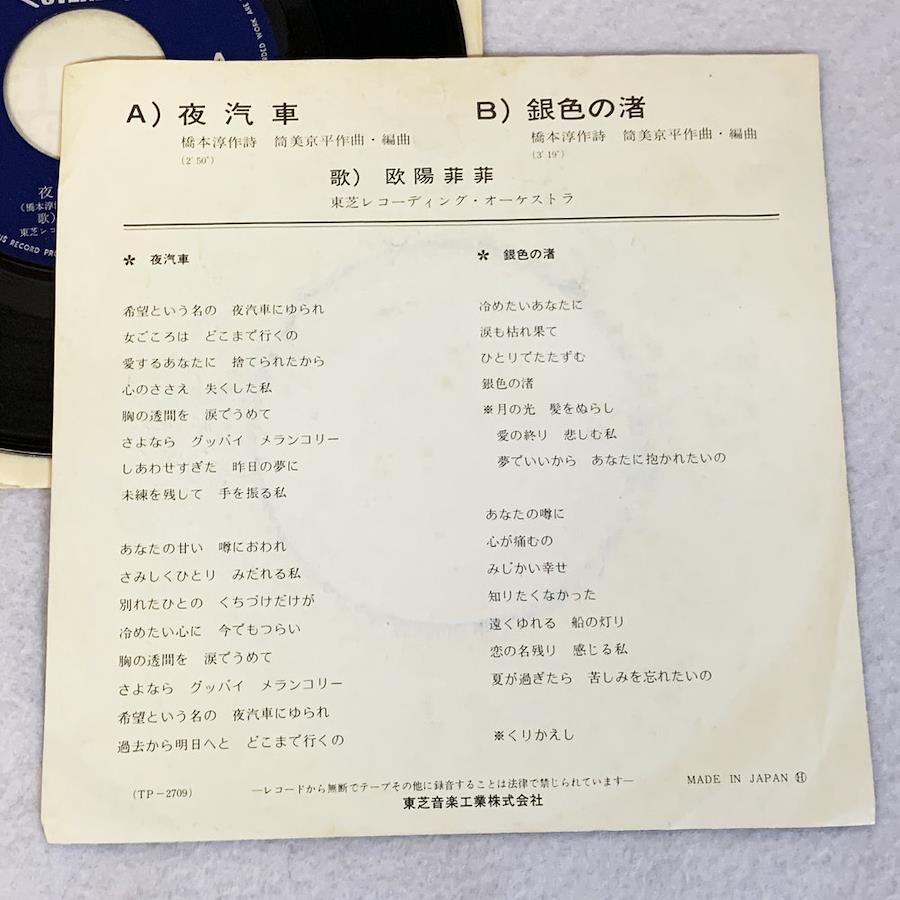 A) 夜汽車
橋本淳作詩 筒美京平作曲・編曲
(2'50")
B) 銀色の渚
橋本淳作詩 筒美京平作曲・編曲
(3'19")
歌) 欧陽菲菲
東芝レコーディング・オーケストラ
✲ 夜汽車
希望という名の 夜汽車にゆられ
女ごころは どこまで行くの
愛するあなたに 捨てられたから
心のささえ 失くした私
胸の透間を 涙でうめて
さよなら グッバイ メランコリー
しあわせすぎた 昨日の夢に
未練を残して 手を振る私
あなたの甘い 噂におわれ
さみしくひとり みだれる私
別れたひとの くちづけだけが
冷めたい心に 今でもつらい
胸の透間を 涙でうめて
さよなら グッバイ メランコリー
希望という名の 夜汽車にゆられ
過去から明日へと どこまで行くの
✲ 銀色の渚
冷めたいあなたに
涙も枯れ果て
ひとりでたたずむ
銀色の渚
※月の光 髪をぬらし
愛の終り 悲しむ私
夢でいいから あなたに抱かれたいの
あなたの噂に
心が痛むの
みじかい幸せ
知りたくなかった
遠くゆれる 船の灯り
恋の名残り 感じる私
夏が過ぎたら 苦しみを忘れたいの
※くりかえし
(TP-2709)
—レコードから無断でテープその他に録音することは法律で禁じられています—
東芝音楽工業株式会社
MADE IN JAPAN Ⓗ
夜
(橋本淳
歌)
東芝レコ
RECORD
WORK